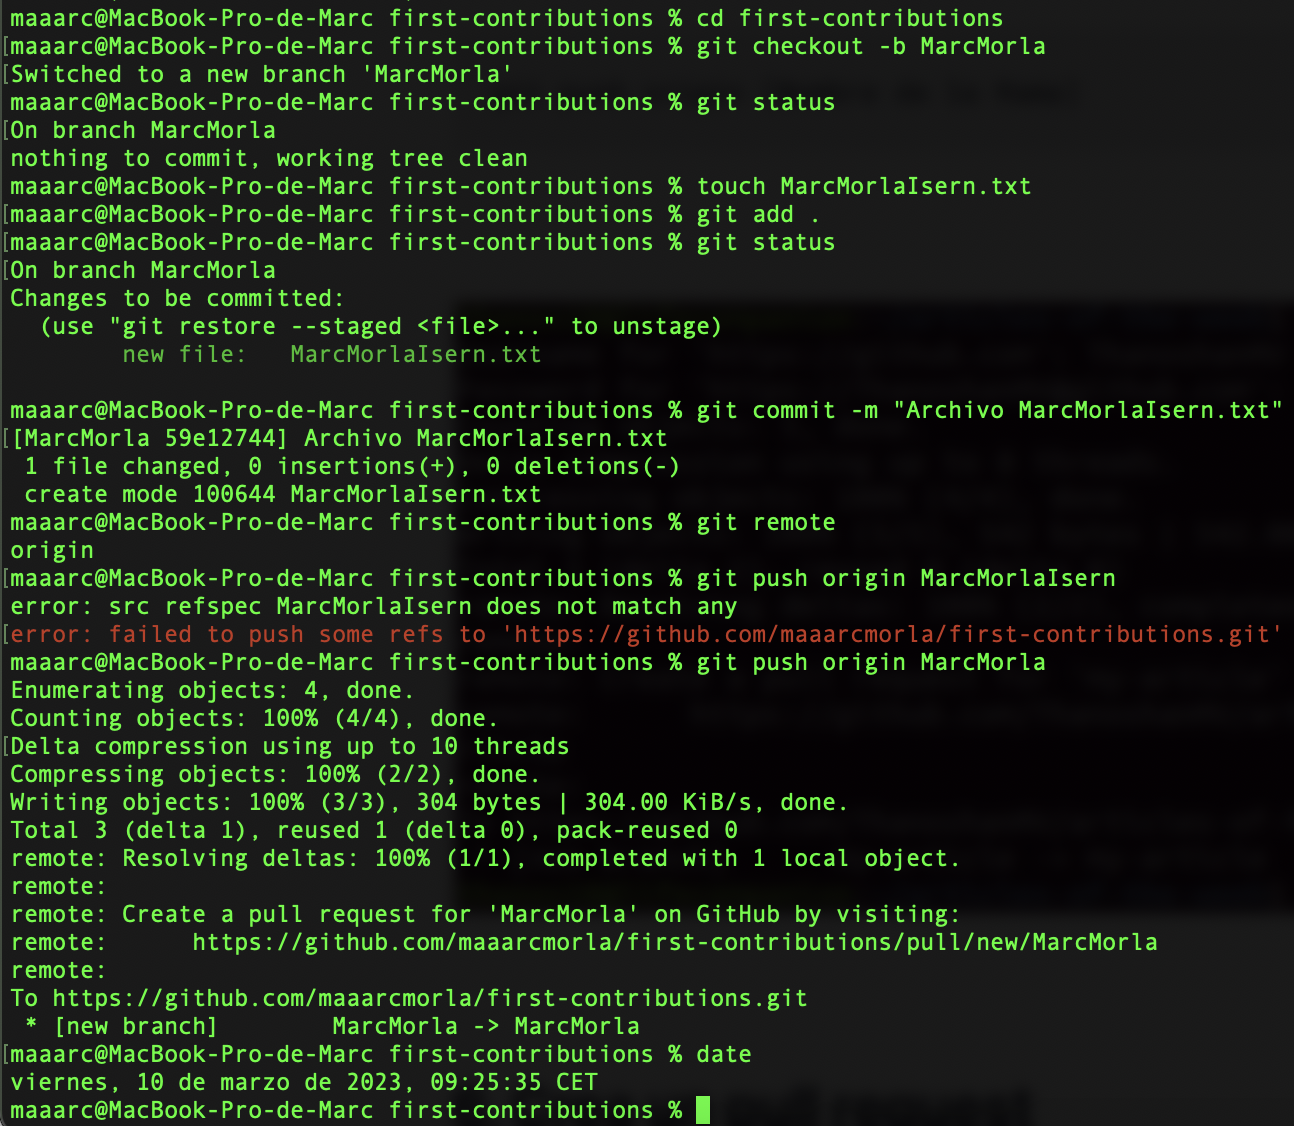 maaarc@MacBook-Pro-de-Marc first-contributions % cd first-contributions
[maaarc@MacBook-Pro-de-Marc first-contributions % git checkout -b MarcMorla
[Switched to a new branch 'MarcMorla'
maaarc@MacBook-Pro-de-Marc first-contributions % git status
[On branch MarcMorla
nothing to commit, working tree clean
maaarc@MacBook-Pro-de-Marc first-contributions % touch MarcMorlaIsern.txt
[maaarc@MacBook-Pro-de-Marc first-contributions % git add .
[maaarc@MacBook-Pro-de-Marc first-contributions % git status
[On branch MarcMorla
Changes to be committed:
  (use "git restore --staged <file>..." to unstage)
        new file:   MarcMorlaIsern.txt

maaarc@MacBook-Pro-de-Marc first-contributions % git commit -m "Archivo MarcMorlaIsern.txt"
[[MarcMorla 59e12744] Archivo MarcMorlaIsern.txt
 1 file changed, 0 insertions(+), 0 deletions(-)
 create mode 100644 MarcMorlaIsern.txt
maaarc@MacBook-Pro-de-Marc first-contributions % git remote
origin
[maaarc@MacBook-Pro-de-Marc first-contributions % git push origin MarcMorlaIsern
error: src refspec MarcMorlaIsern does not match any
[error: failed to push some refs to 'https://github.com/maaarcmorla/first-contributions.git'
maaarc@MacBook-Pro-de-Marc first-contributions % git push origin MarcMorla
Enumerating objects: 4, done.
Counting objects: 100% (4/4), done.
[Delta compression using up to 10 threads
Compressing objects: 100% (2/2), done.
Writing objects: 100% (3/3), 304 bytes | 304.00 KiB/s, done.
Total 3 (delta 1), reused 1 (delta 0), pack-reused 0
remote: Resolving deltas: 100% (1/1), completed with 1 local object.
remote:
remote: Create a pull request for 'MarcMorla' on GitHub by visiting:
remote:      https://github.com/maaarcmorla/first-contributions/pull/new/MarcMorla
remote:
To https://github.com/maaarcmorla/first-contributions.git
 * [new branch]        MarcMorla -> MarcMorla
[maaarc@MacBook-Pro-de-Marc first-contributions % date
viernes, 10 de marzo de 2023, 09:25:35 CET
maaarc@MacBook-Pro-de-Marc first-contributions %